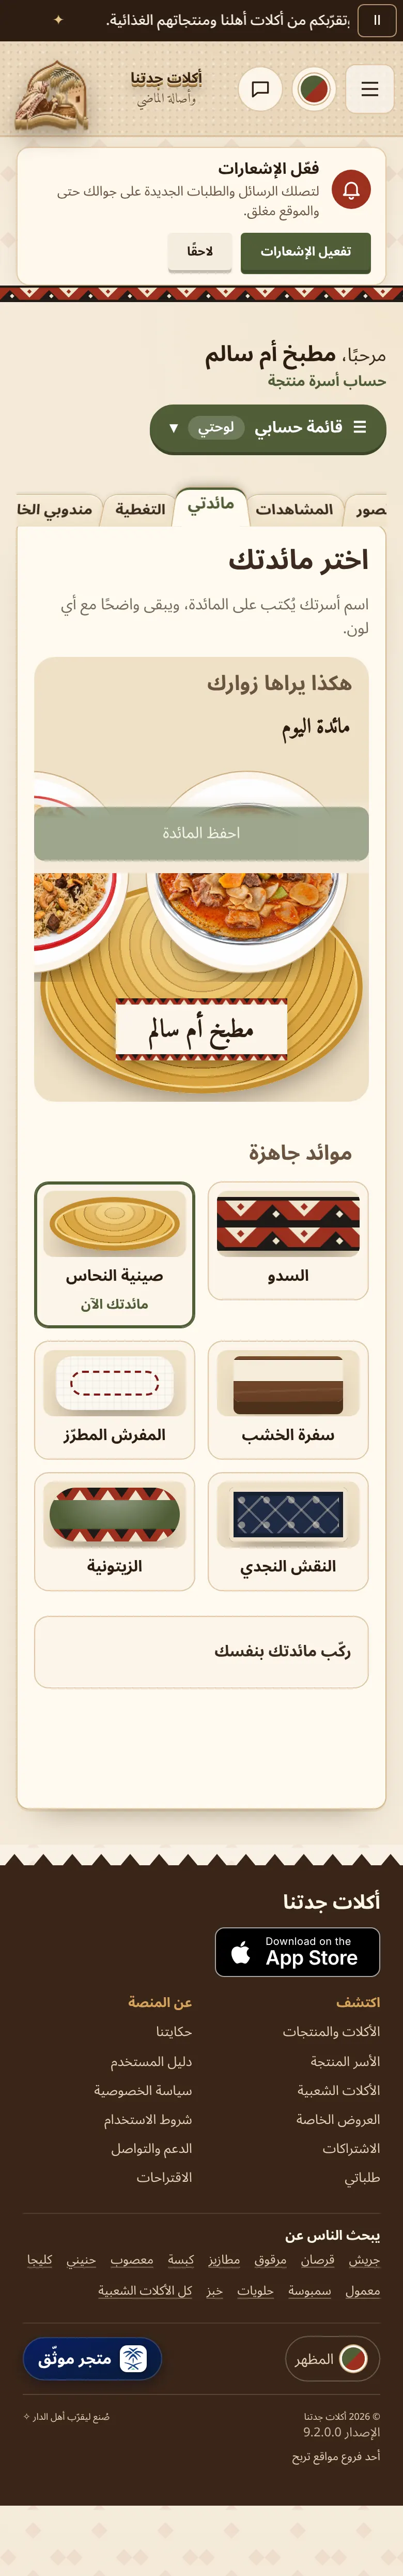 وتقرّبكم من أكلات أهلنا ومنتجاتهم الغذائية. ✦
أكلات جدتنا
وأصالة الماضي
فعّل الإشعارات
لتصلك الرسائل والطلبات الجديدة على جوالك حتى
والموقع مغلق.
تفعيل الإشعارات
لاحقًا
مرحبًا، مطبخ أم سالم
حساب أسرة منتجة
☰ قائمة حسابي لوحتي ▼
المشاهدات
مائدتي
التغطية
مندوبي
اختر مائدتك
اسم أسرتك يُكتب على المائدة، ويبقى واضحًا مع أي
لون.
هكذا يراها زوارك
مائدة اليوم
احفظ المائدة
مطبخ أم سالم
موائد جاهزة
السدو
صينية النحاس
مائدتك الآن
سفرة الخشب
المفرش المطرّز
النقش النجدي
الزيتونية
ركّب مائدتك بنفسك
أكلات جدتنا
Download on the
App Store
اكتشف
الأكلات والمنتجات
الأسر المنتجة
الأكلات الشعبية
العروض الخاصة
الاشتراكات
طلباتي
عن المنصة
حكايتنا
دليل المستخدم
سياسة الخصوصية
شروط الاستخدام
الدعم والتواصل
الاقتراحات
يبحث الناس عن
جريش قرصان مرقوق مطازيز كبسة معصوب حنيني كليجا
معمول سمبوسة حلويات خبز كل الأكلات الشعبية
المظهر
متجر موثّق
© 2026 أكلات جدتنا
صُنع ليقرّب أهل الدار ✧
الإصدار 9.2.0.0
أحد فروع مواقع تربح